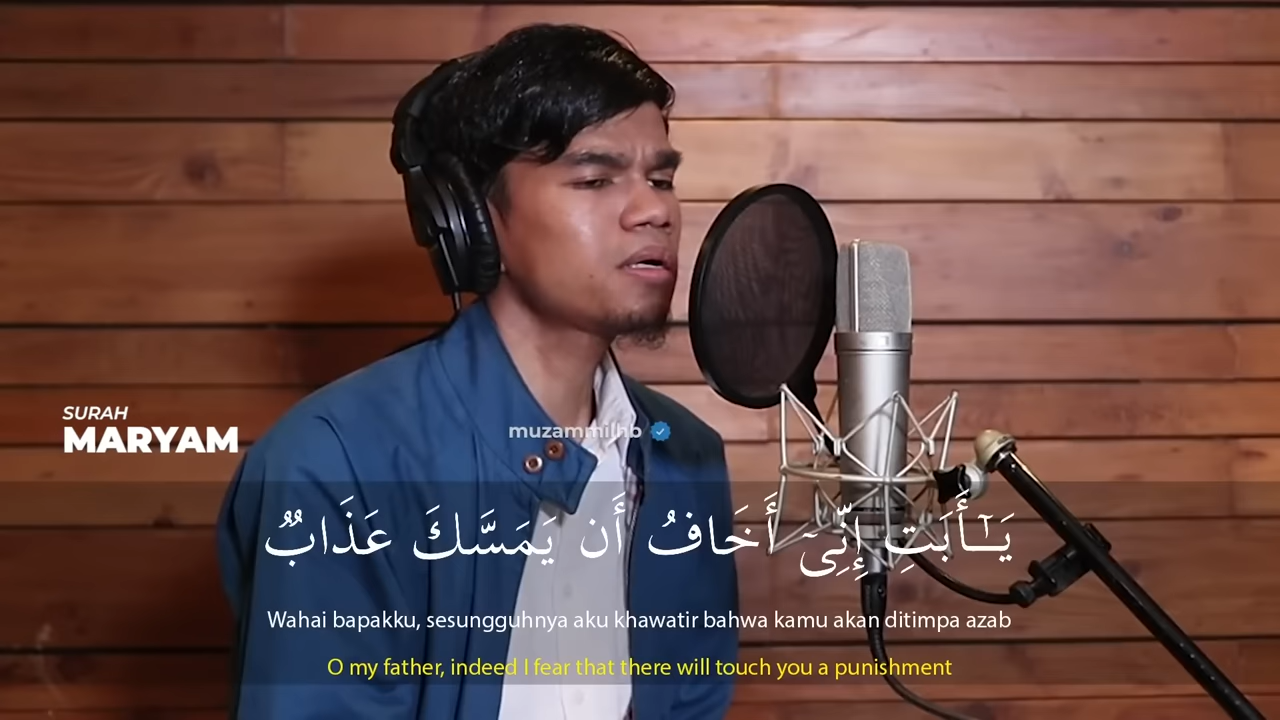 SURAH
MARYAM
muzammilhb
يَـٰٓأَبَتِ إِنِّىٓ أَخَافُ أَن يَمَسَّكَ عَذَابٌ
Wahai bapakku, sesungguhnya aku khawatir bahwa kamu akan ditimpa azab
O my father, indeed I fear that there will touch you a punishment